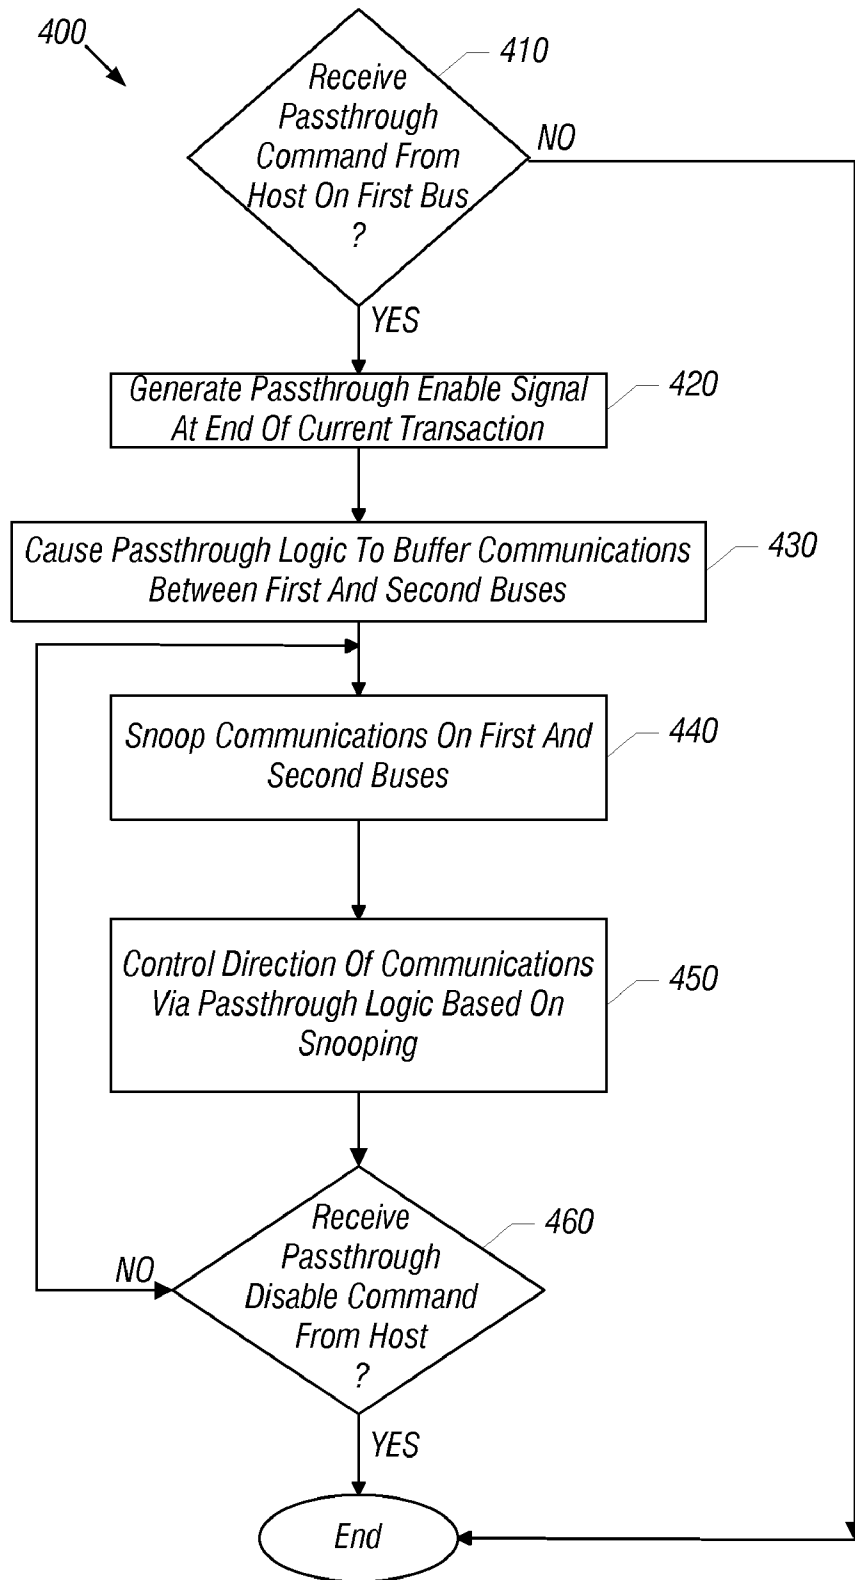 400
410
Receive
Passthrough
Command From
Host On First Bus
?
NO
YES
Generate Passthrough Enable Signal
At End Of Current Transaction
420
Cause Passthrough Logic To Buffer Communications
Between First And Second Buses
430
Snoop Communications On First And
Second Buses
440
Control Direction Of Communications
Via Passthrough Logic Based On
Snooping
450
Receive
Passthrough
Disable Command
From Host
?
460
NO
YES
End